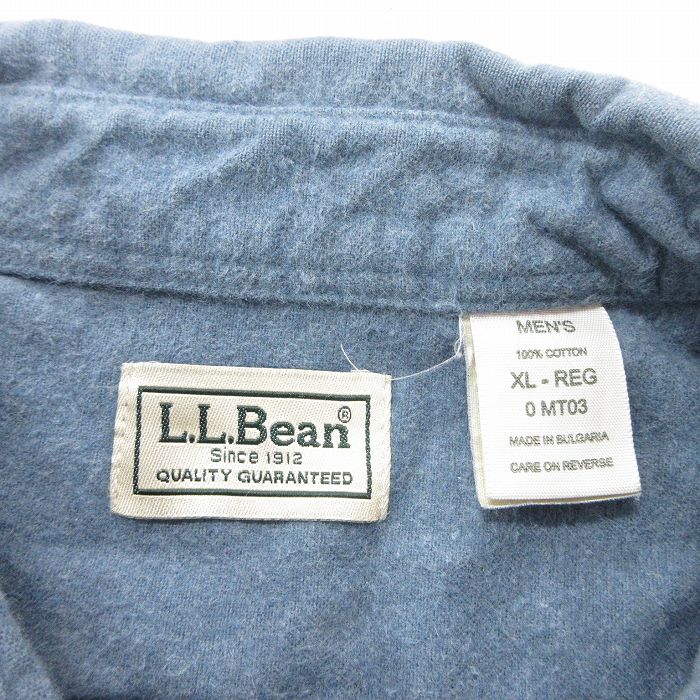 L.L.Bean®
Since 1912
QUALITY GUARANTEED
MEN'S
100% COTTON
XL - REG
0 MT03
MADE IN BULGARIA
CARE ON REVERSE